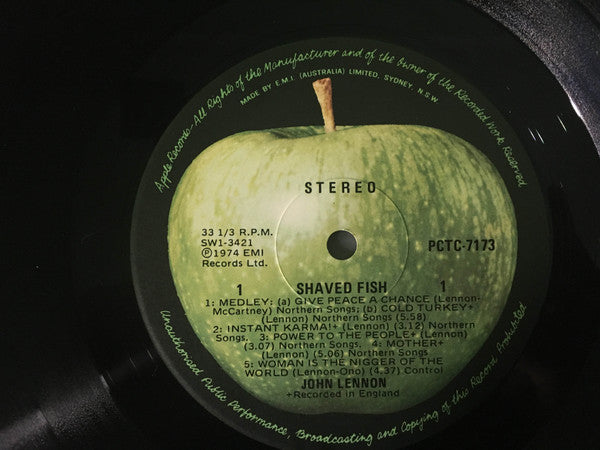 Apple Records—All Rights of the Manufacturer and of the Owner of the Recorded Work Reserved
MADE BY E.M.I. (AUSTRALIA) LIMITED, SYDNEY, N.S.W
STEREO
33 1/3 R.P.M.
SW1-3421
Ⓟ1974 EMI
Records Ltd.
PCTC-7173
1 SHAVED FISH 1
1: MEDLEY: (a) GIVE PEACE A CHANCE (Lennon-
McCartney) Northern Songs; (b) COLD TURKEY+
(Lennon) Northern Songs (5.58)
2: INSTANT KARMA!+ (Lennon) (3.12) Northern
Songs. 3: POWER TO THE PEOPLE+ (Lennon)
(3.07) Northern Songs. 4: MOTHER+
(Lennon) (5.06) Northern Songs
5: WOMAN IS THE NIGGER OF THE
WORLD (Lennon-Ono) (4.37) Control
JOHN LENNON
+Recorded in England
Unauthorised Public Performance, Broadcasting and Copying of this Record Prohibited